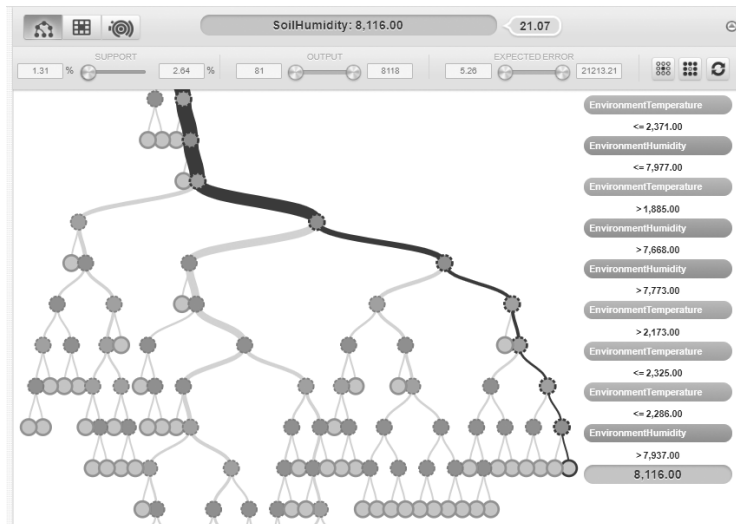 SoilHumidity: 8,116.00
21.07
SUPPORT
OUTPUT
EXPECTED ERROR
1.31 %
2.64 %
81
8118
5.26
21213.21
EnvironmentTemperature
<= 2,371.00
EnvironmentHumidity
<= 7,977.00
EnvironmentTemperature
> 1,885.00
EnvironmentHumidity
> 7,668.00
EnvironmentHumidity
> 7,773.00
EnvironmentTemperature
> 2,173.00
EnvironmentTemperature
<= 2,325.00
EnvironmentTemperature
<= 2,286.00
EnvironmentHumidity
> 7,937.00
8,116.00